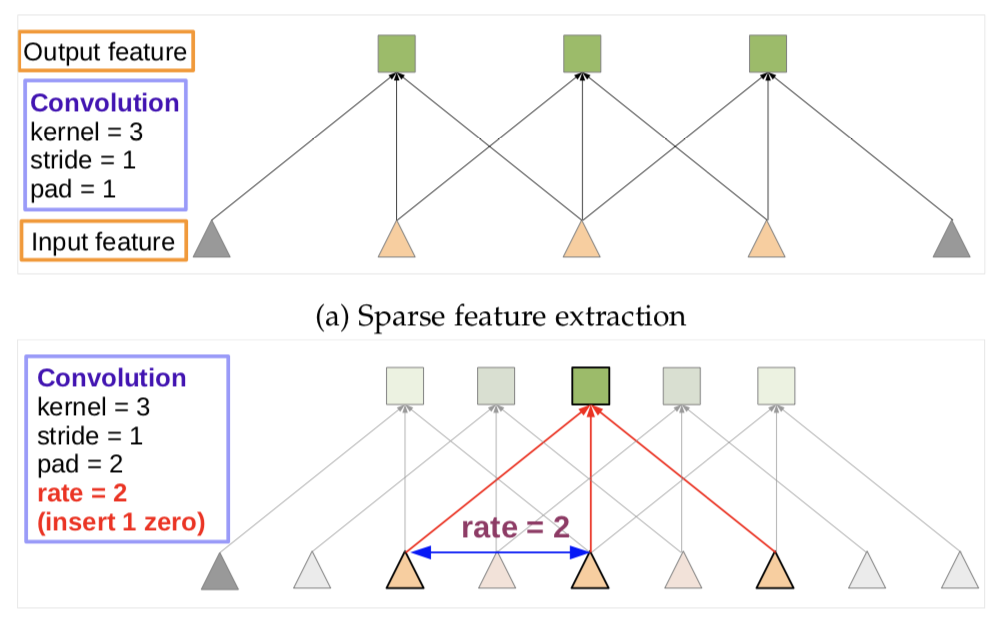 Output feature
Convolution
kernel = 3
stride = 1
pad = 1
Input feature
(a) Sparse feature extraction
Convolution
kernel = 3
stride = 1
pad = 2
rate = 2
(insert 1 zero)
rate = 2